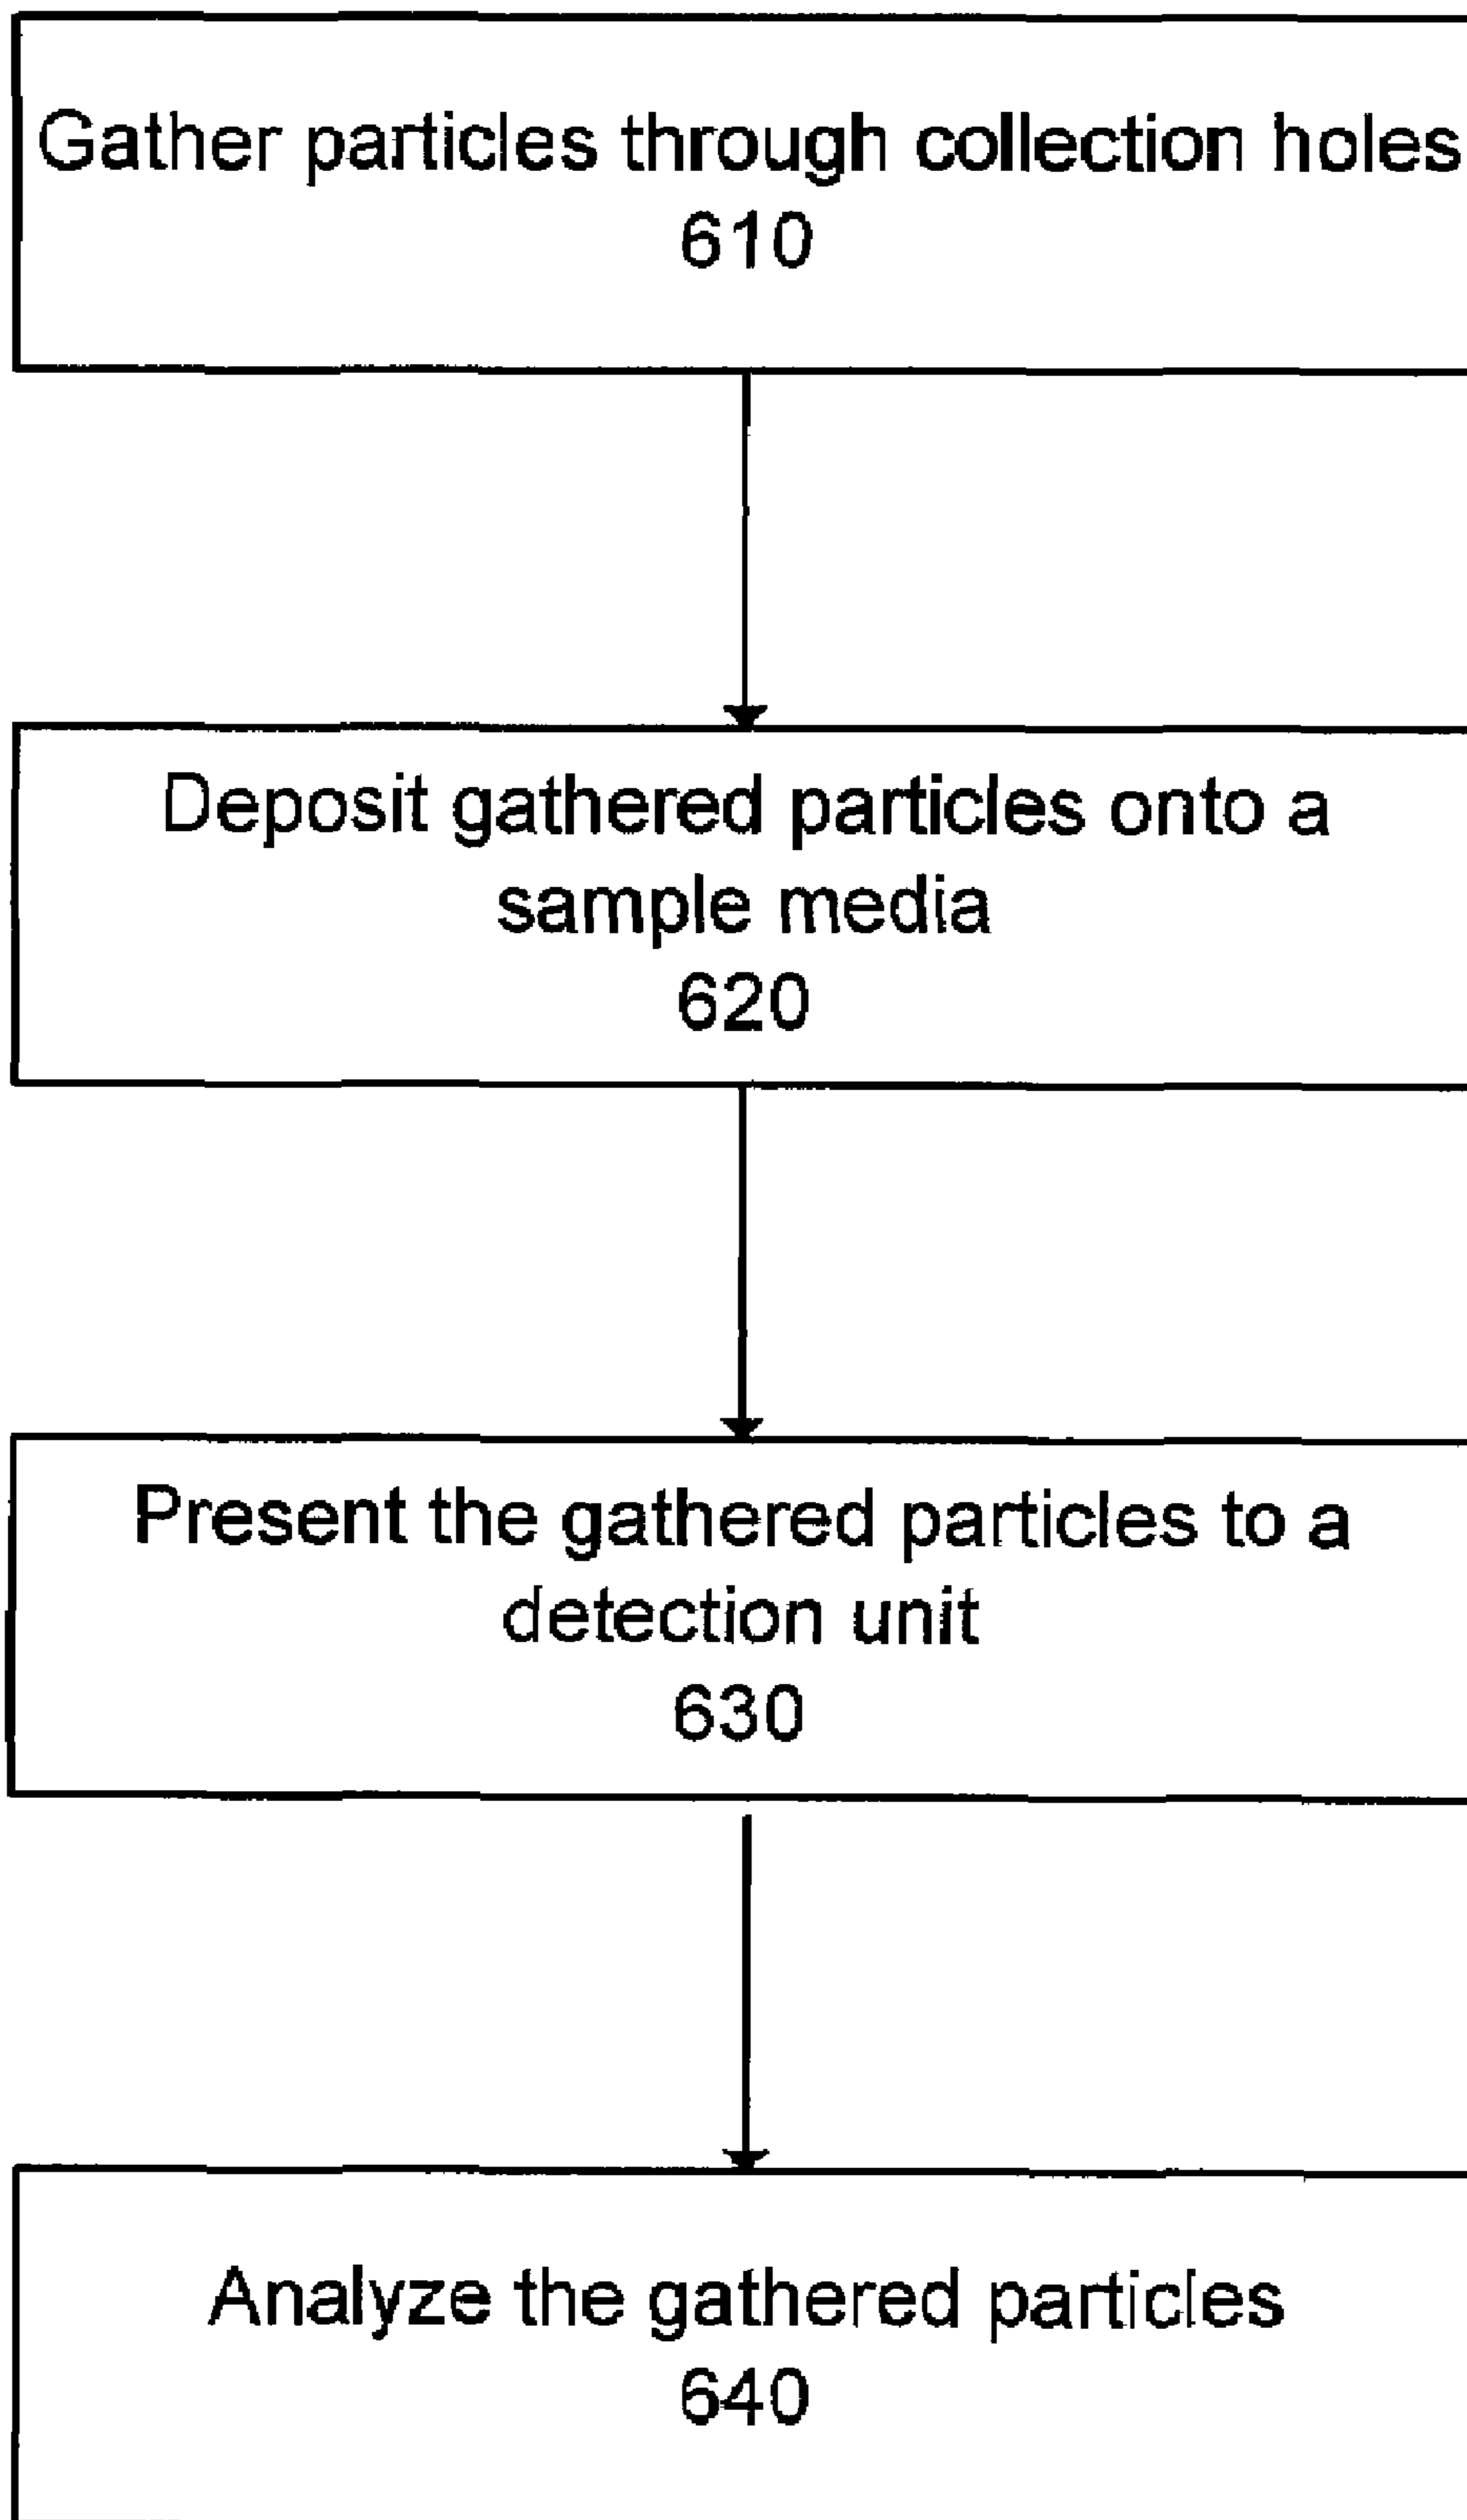 Gather particles through collection holes
610
Deposit gathered particles onto a
sample media
620
Present the gathered particles to a
detection unit
630
Analyze the gathered particles
640